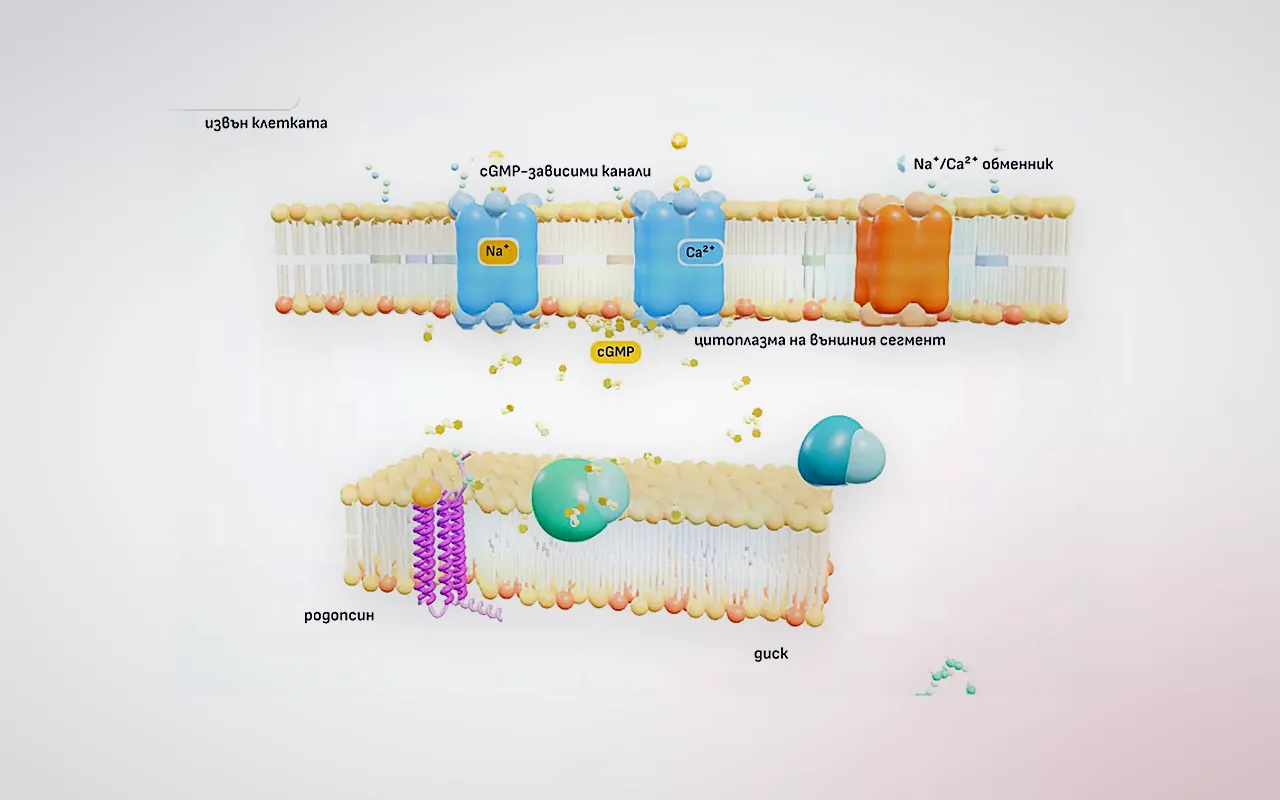 извън клетката
cGMP-зависими канали
Na⁺/Ca²⁺ обменник
Na⁺
Ca²⁺
цитоплазма на външния сегмент
cGMP
родопсин
диск